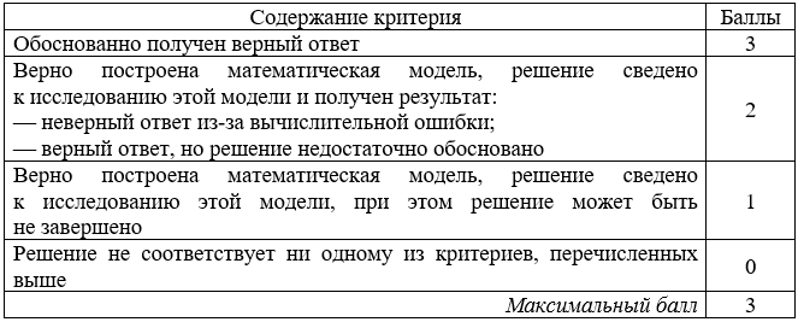 Содержание критерия Баллы
Обоснованно получен верный ответ 3
Верно построена математическая модель, решение сведено
к исследованию этой модели и получен результат:
— неверный ответ из-за вычислительной ошибки;
— верный ответ, но решение недостаточно обосновано
2
Верно построена математическая модель, решение сведено
к исследованию этой модели, при этом решение может быть
не завершено
1
Решение не соответствует ни одному из критериев, перечисленных
выше
0
Максимальный балл 3